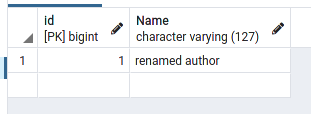 id Name
[PK] bigint character varying (127)
1 1 renamed author